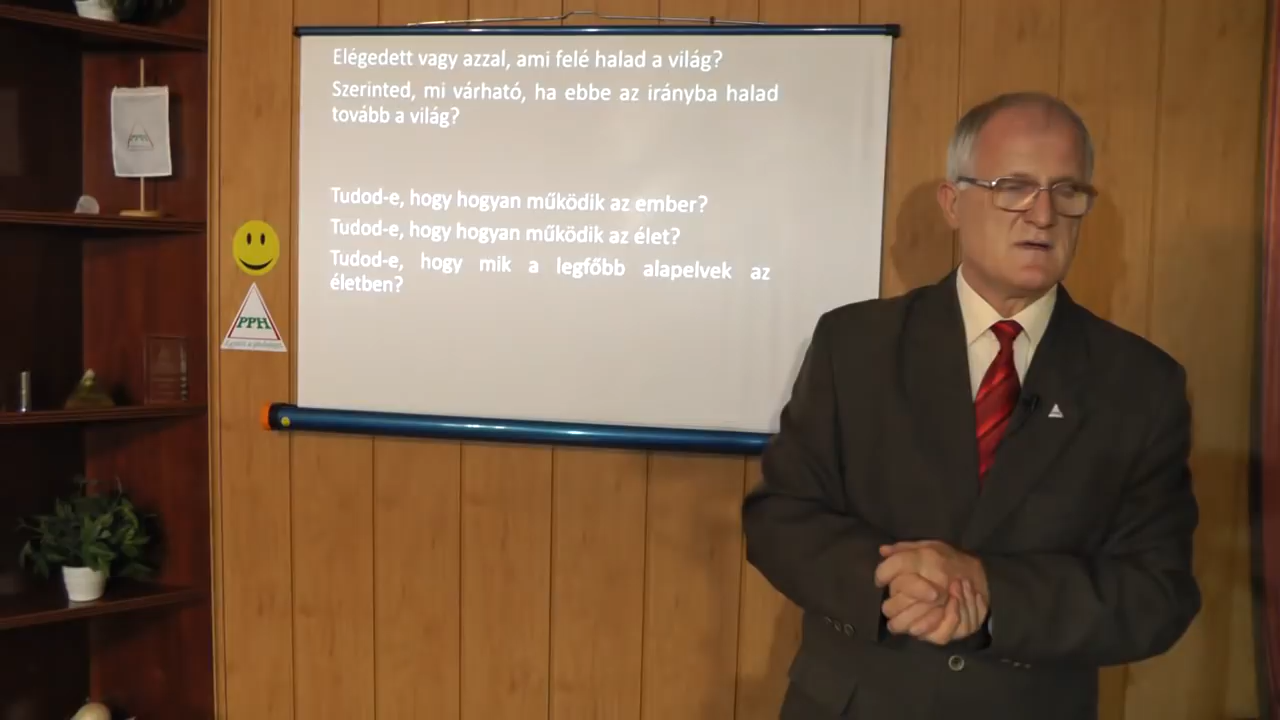 Elégedett vagy azzal, ami felé halad a világ?
Szerinted, mi várható, ha ebbe az irányba halad
tovább a világ?
Tudod-e, hogy hogyan működik az ember?
Tudod-e, hogy hogyan működik az élet?
Tudod-e, hogy mik a legfőbb alapelvek az
életben?
PPH